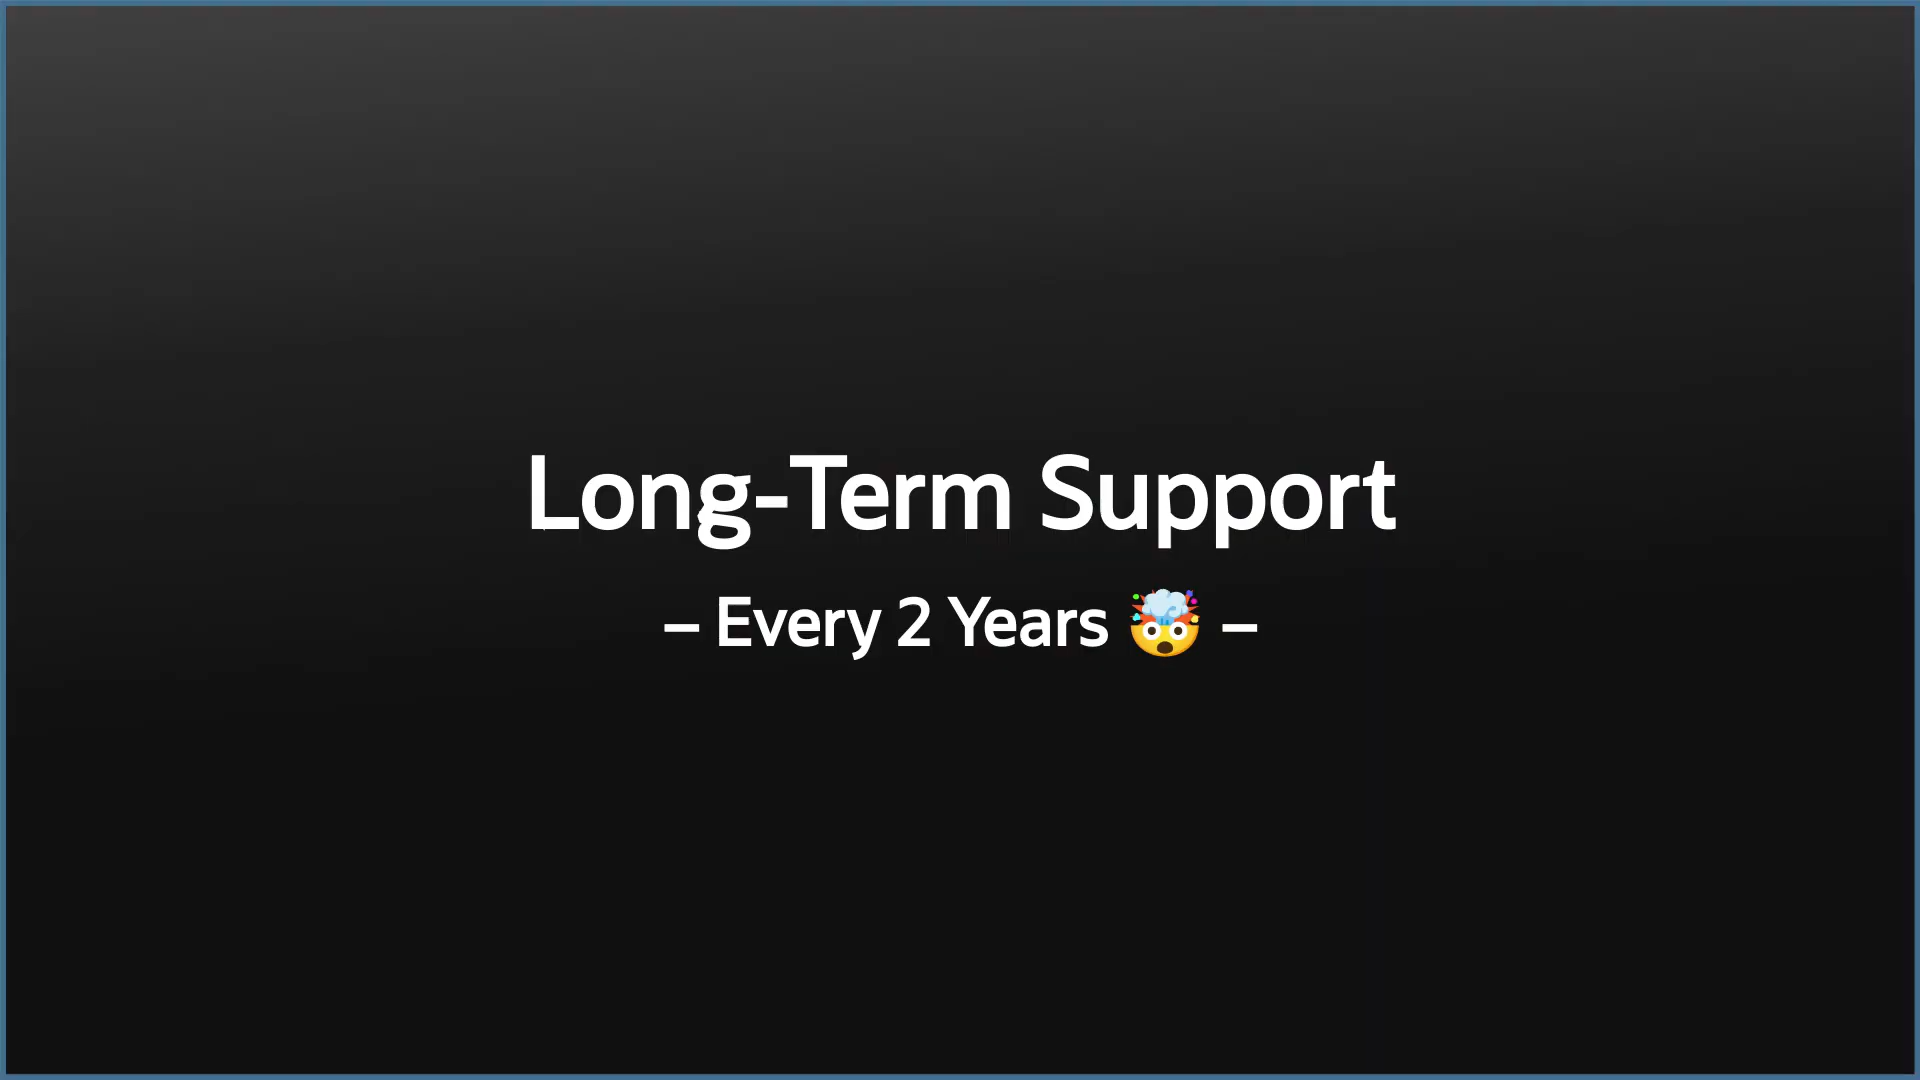 Long-Term Support
– Every 2 Years 🤯 –